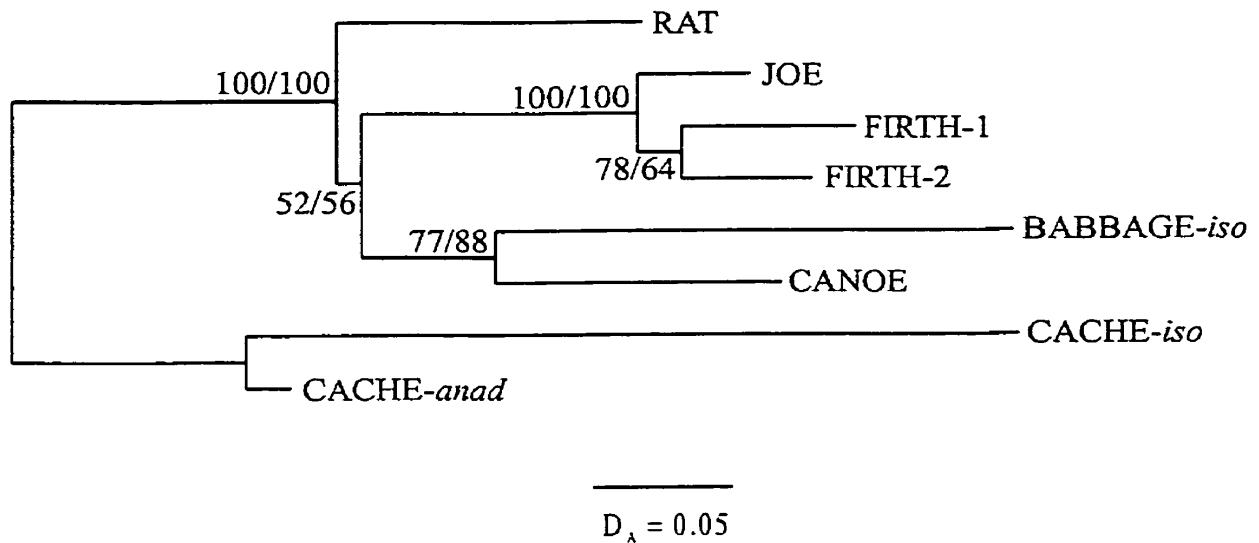 RAT
100/100
JOE
100/100
FIRTH-1
78/64
FIRTH-2
52/56
BABBAGE-iso
77/88
CANOE
CACHE-iso
CACHE-anad
D_A = 0.05